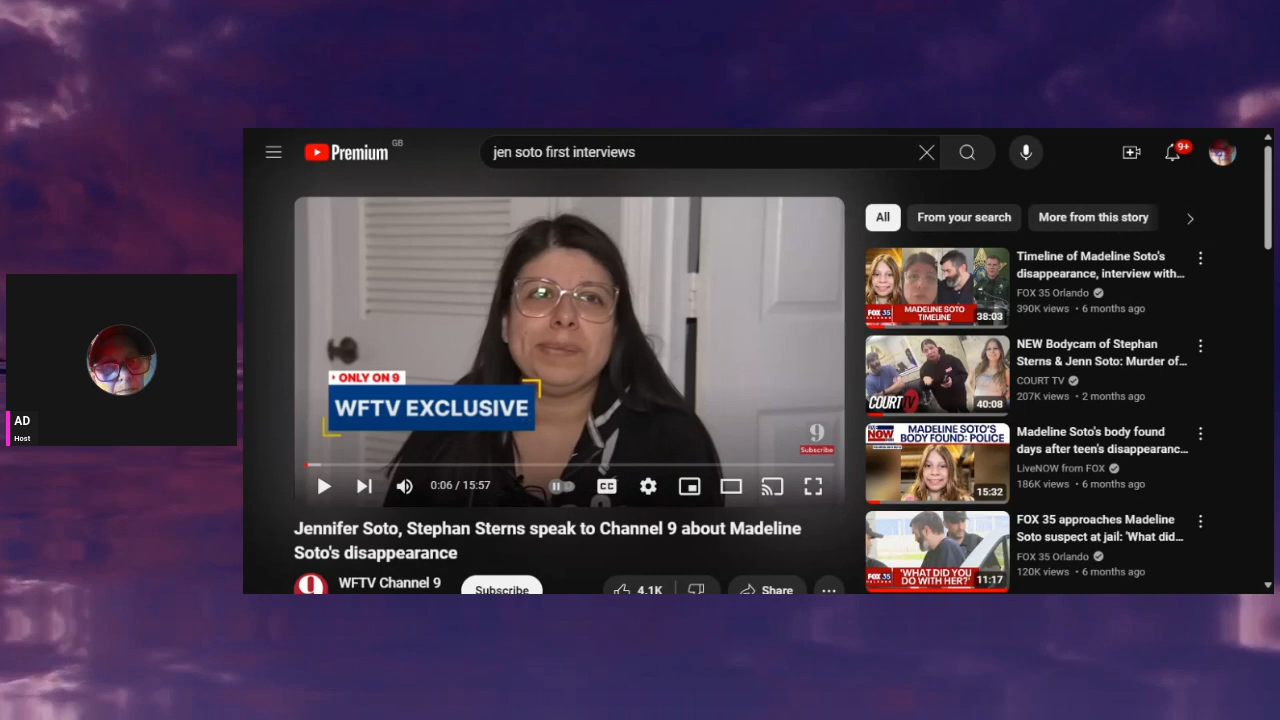 AD
Host
Premium GB
jen soto first interviews
9+
ONLY ON 9
WFTV EXCLUSIVE
9
Subscribe
0:06 / 15:57
CC
Jennifer Soto, Stephan Sterns speak to Channel 9 about Madeline
Soto's disappearance
WFTV Channel 9
Subscribe
4.1K
Share
All
From your search
More from this story
FOX 35
MADELINE SOTO
TIMELINE
38:03
Timeline of Madeline Soto's
disappearance, interview with...
FOX 35 Orlando
390K views • 6 months ago
COURT TV
40:08
NEW Bodycam of Stephan
Sterns & Jenn Soto: Murder of...
COURT TV
207K views • 2 months ago
LIVE
NOW
MADELINE SOTO'S
BODY FOUND: POLICE
15:32
Madeline Soto's body found
days after teen's disappearanc...
LiveNOW from FOX
186K views • 6 months ago
FOX 35
'WHAT DID YOU
DO WITH HER?'
11:17
FOX 35 approaches Madeline
Soto suspect at jail: 'What did...
FOX 35 Orlando
120K views • 6 months ago